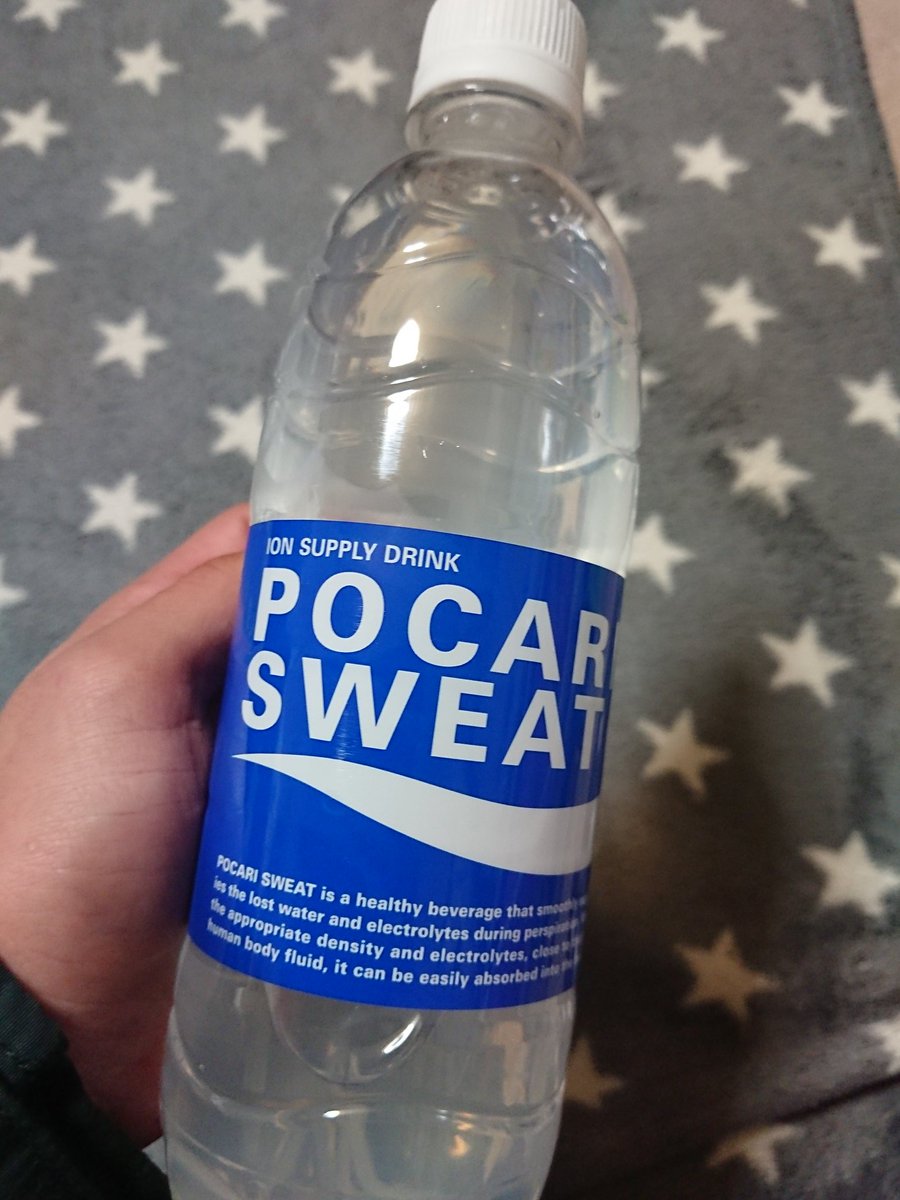 ION SUPPLY DRINK
POCARI
SWEAT
POCARI SWEAT is a healthy beverage that smoothly
ies the lost water and electrolytes during
the appropriate density and electrolytes, close
human body fluid, it can be easily absorbed into